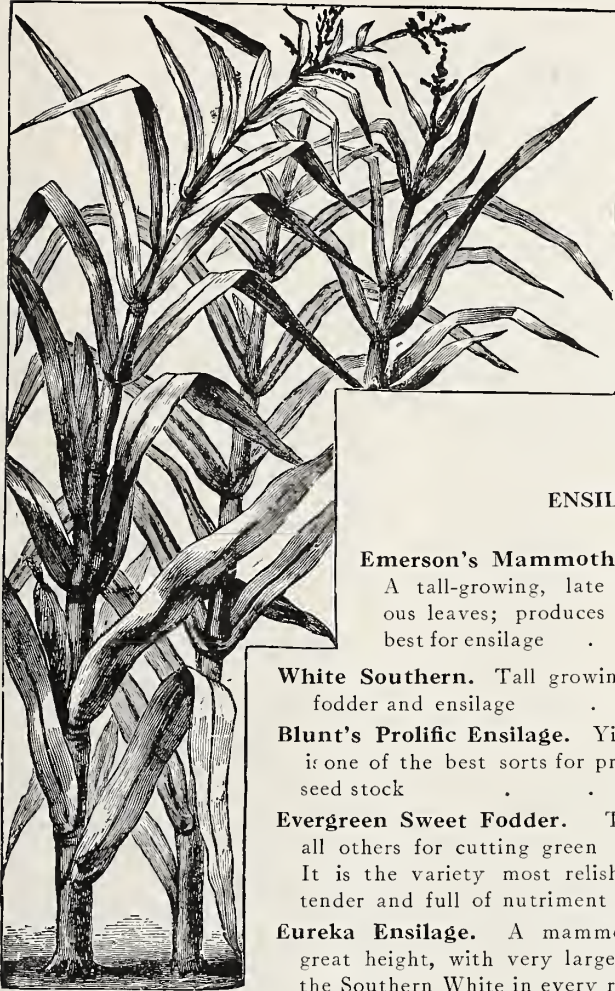 ENSIL
Emerson's Mammoth
A tall-growing, late
ous leaves; produces
best for ensilage .
White Southern. Tall growin
fodder and ensilage .
Blunt's Prolific Ensilage. Yi
is one of the best sorts for pr
seed stock . .
Evergreen Sweet Fodder. T
all others for cutting green
It is the variety most relish
tender and full of nutriment
Eureka Ensilage. A mammo
great height, with very large
the Southern White in every